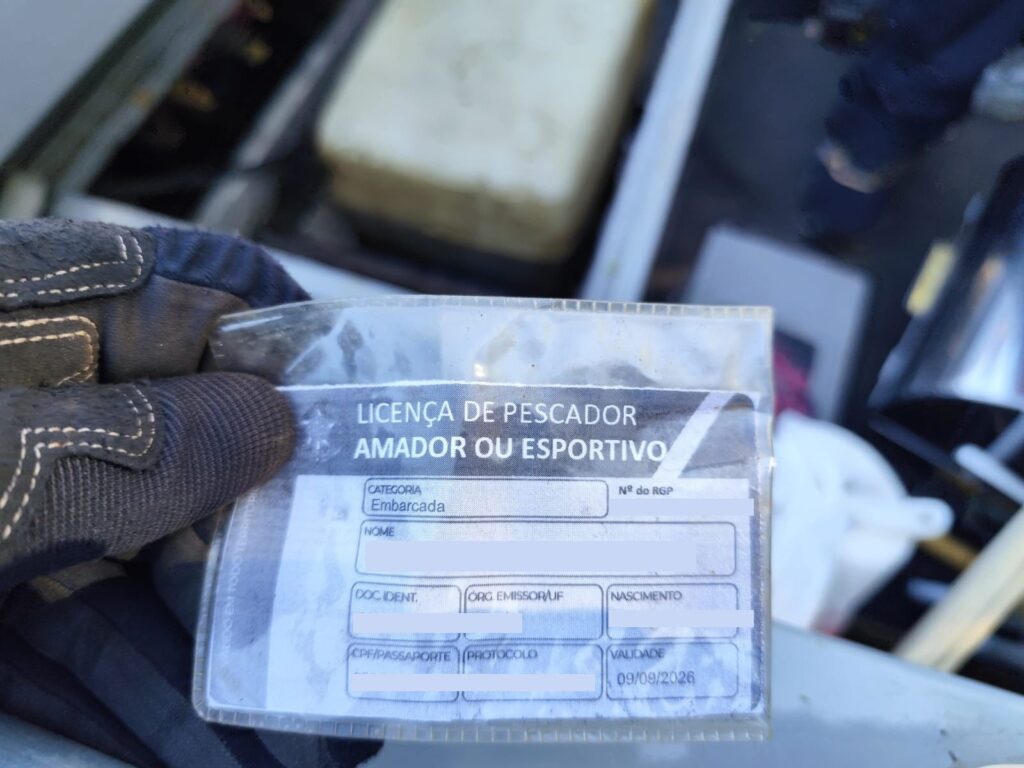 LICENÇA DE PESCADOR
AMADOR OU ESPORTIVO
CATEGORIA
Embarcada
Nº do RGP
NOME
DOC.IDENT.
ÓRG EMISSOR/UF
NASCIMENTO
CPF/PASSAPORTE
PROTOCOLO
VALIDADE
09/09/2026